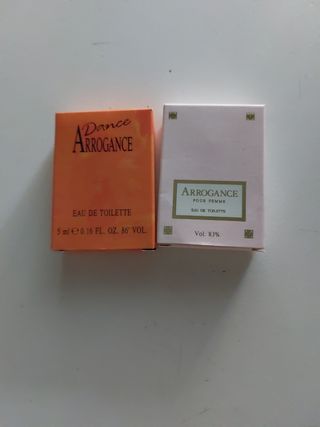 Dance
ARROGANCE
EAU DE TOILETTE
5 ml ℮ 0.16 FL. OZ. 86° VOL.
ARROGANCE
POUR FEMME
EAU DE TOILETTE
Vol. 83%